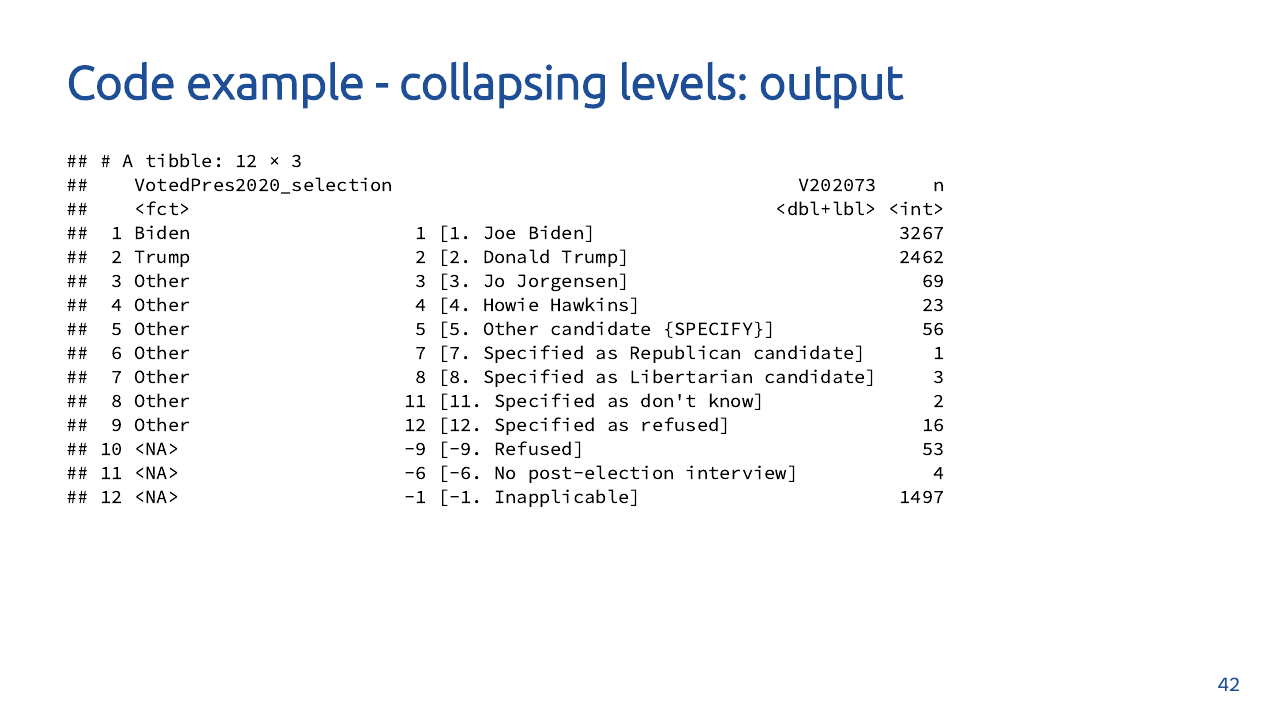 Code example - collapsing levels: output
## # A tibble: 12 × 3
##    VotedPres2020_selection                                    V202073     n
##    <fct>                                                    <dbl+lbl> <int>
##  1 Biden                    1 [1. Joe Biden]                           3267
##  2 Trump                    2 [2. Donald Trump]                        2462
##  3 Other                    3 [3. Jo Jorgensen]                          69
##  4 Other                    4 [4. Howie Hawkins]                         23
##  5 Other                    5 [5. Other candidate {SPECIFY}]             56
##  6 Other                    7 [7. Specified as Republican candidate]      1
##  7 Other                    8 [8. Specified as Libertarian candidate]     3
##  8 Other                   11 [11. Specified as don't know]               2
##  9 Other                   12 [12. Specified as refused]                 16
## 10 <NA>                    -9 [-9. Refused]                              53
## 11 <NA>                    -6 [-6. No post-election interview]            4
## 12 <NA>                    -1 [-1. Inapplicable]                       1497
42